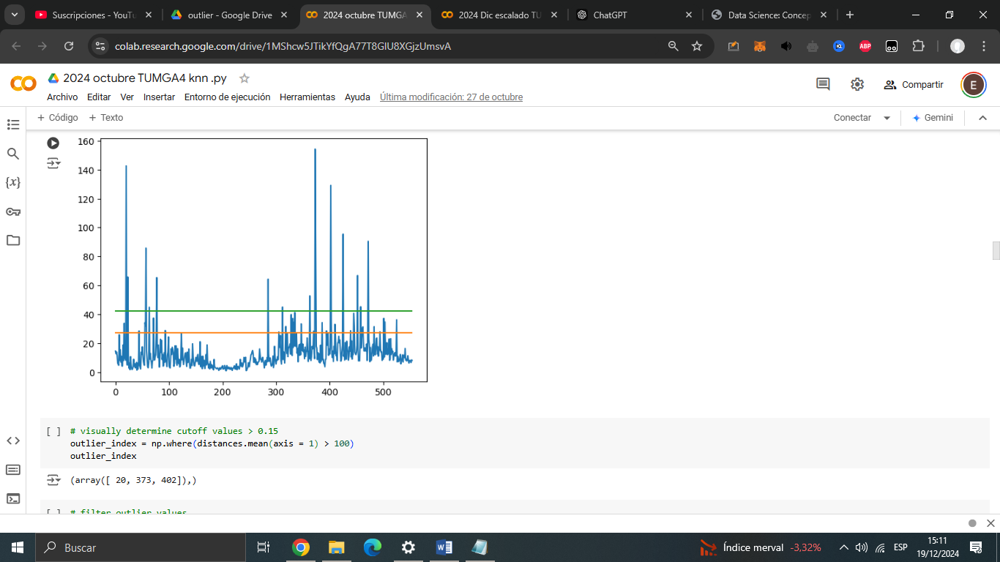 Suscripciones - YouTu
outlier - Google Drive
2024 octubre TUMGA
2024 Dic escalado TU
ChatGPT
Data Science: Concep
colab.research.google.com/drive/1MShcw5JTikYfQgA77T8GlU8XGjzUmsvA
2024 octubre TUMGA4 knn .py
Compartir
E
Archivo Editar Ver Insertar Entorno de ejecución Herramientas Ayuda Última modificación: 27 de octubre
+ Código + Texto
Conectar
Gemini
{x}
160
140
120
100
80
60
40
20
0
0 100 200 300 400 500
[ ] # visually determine cutoff values > 0.15
outlier_index = np.where(distances.mean(axis = 1) > 100)
outlier_index
(array([ 20, 373, 402]),)
[ ] # filter outlier values
Buscar
Índice merval -3,32%
ESP
15:11
19/12/2024